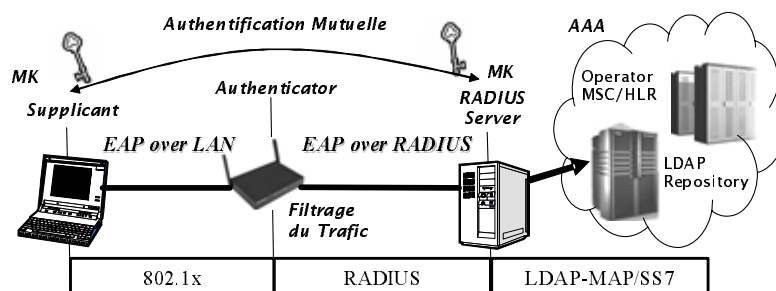 Authentification Mutuelle
AAA
MK
MK
Supplicant
Authenticator
RADIUS
Server
Operator
MSC/HLR
EAP over LAN
EAP over RADIUS
LDAP
Repository
Filtrage
du Trafic
802.1x
RADIUS
LDAP-MAP/SS7